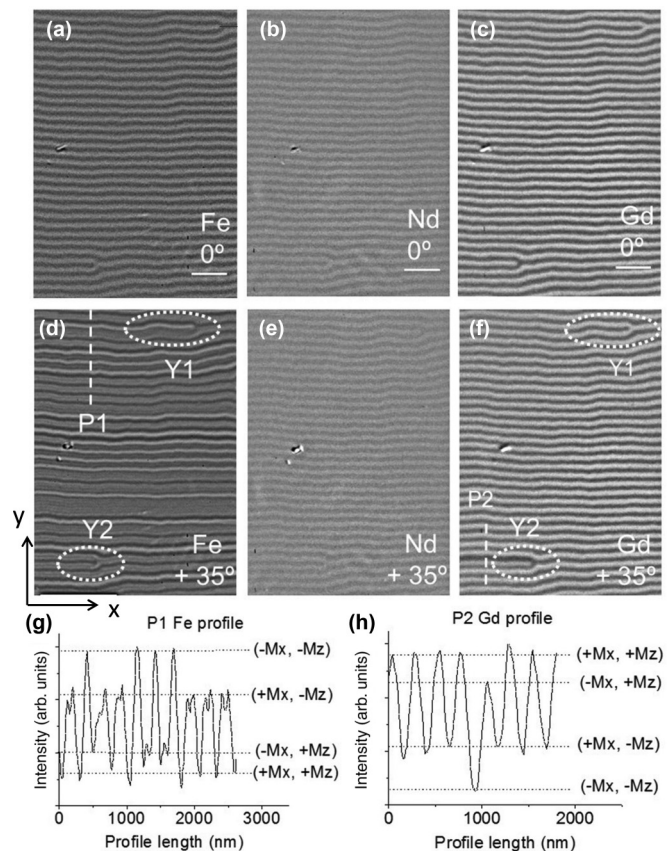 (a)
Fe
0º
(b)
Nd
0º
(c)
Gd
0º
(d)
Y1
P1
Y2
Fe
+ 35º
(e)
Nd
+ 35º
(f)
Y1
P2
Y2
Gd
+ 35º
y
x
(g) P1 Fe profile
Intensity (arb. units)
(-Mx, -Mz)
(+Mx, -Mz)
(-Mx, +Mz)
(+Mx, +Mz)
0 1000 2000 3000
Profile length (nm)
(h) P2 Gd profile
Intensity (arb. units)
(+Mx, +Mz)
(-Mx, +Mz)
(+Mx, -Mz)
(-Mx, -Mz)
0 1000 2000
Profile length (nm)